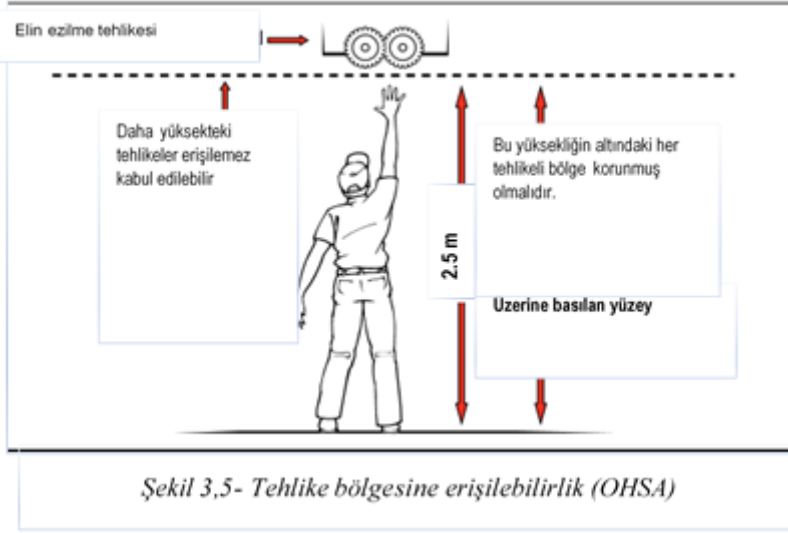 Elin ezilme tehlikesi
Daha yüksekteki
tehlikeler erişilemez
kabul edilebilir
Bu yüksekliğin altındaki her
tehlikeli bölge korunmuş
olmalıdır.
2.5 m
Uzerine basılan yüzey
Şekil 3,5- Tehlike bölgesine erişilebilirlik (OHSA)